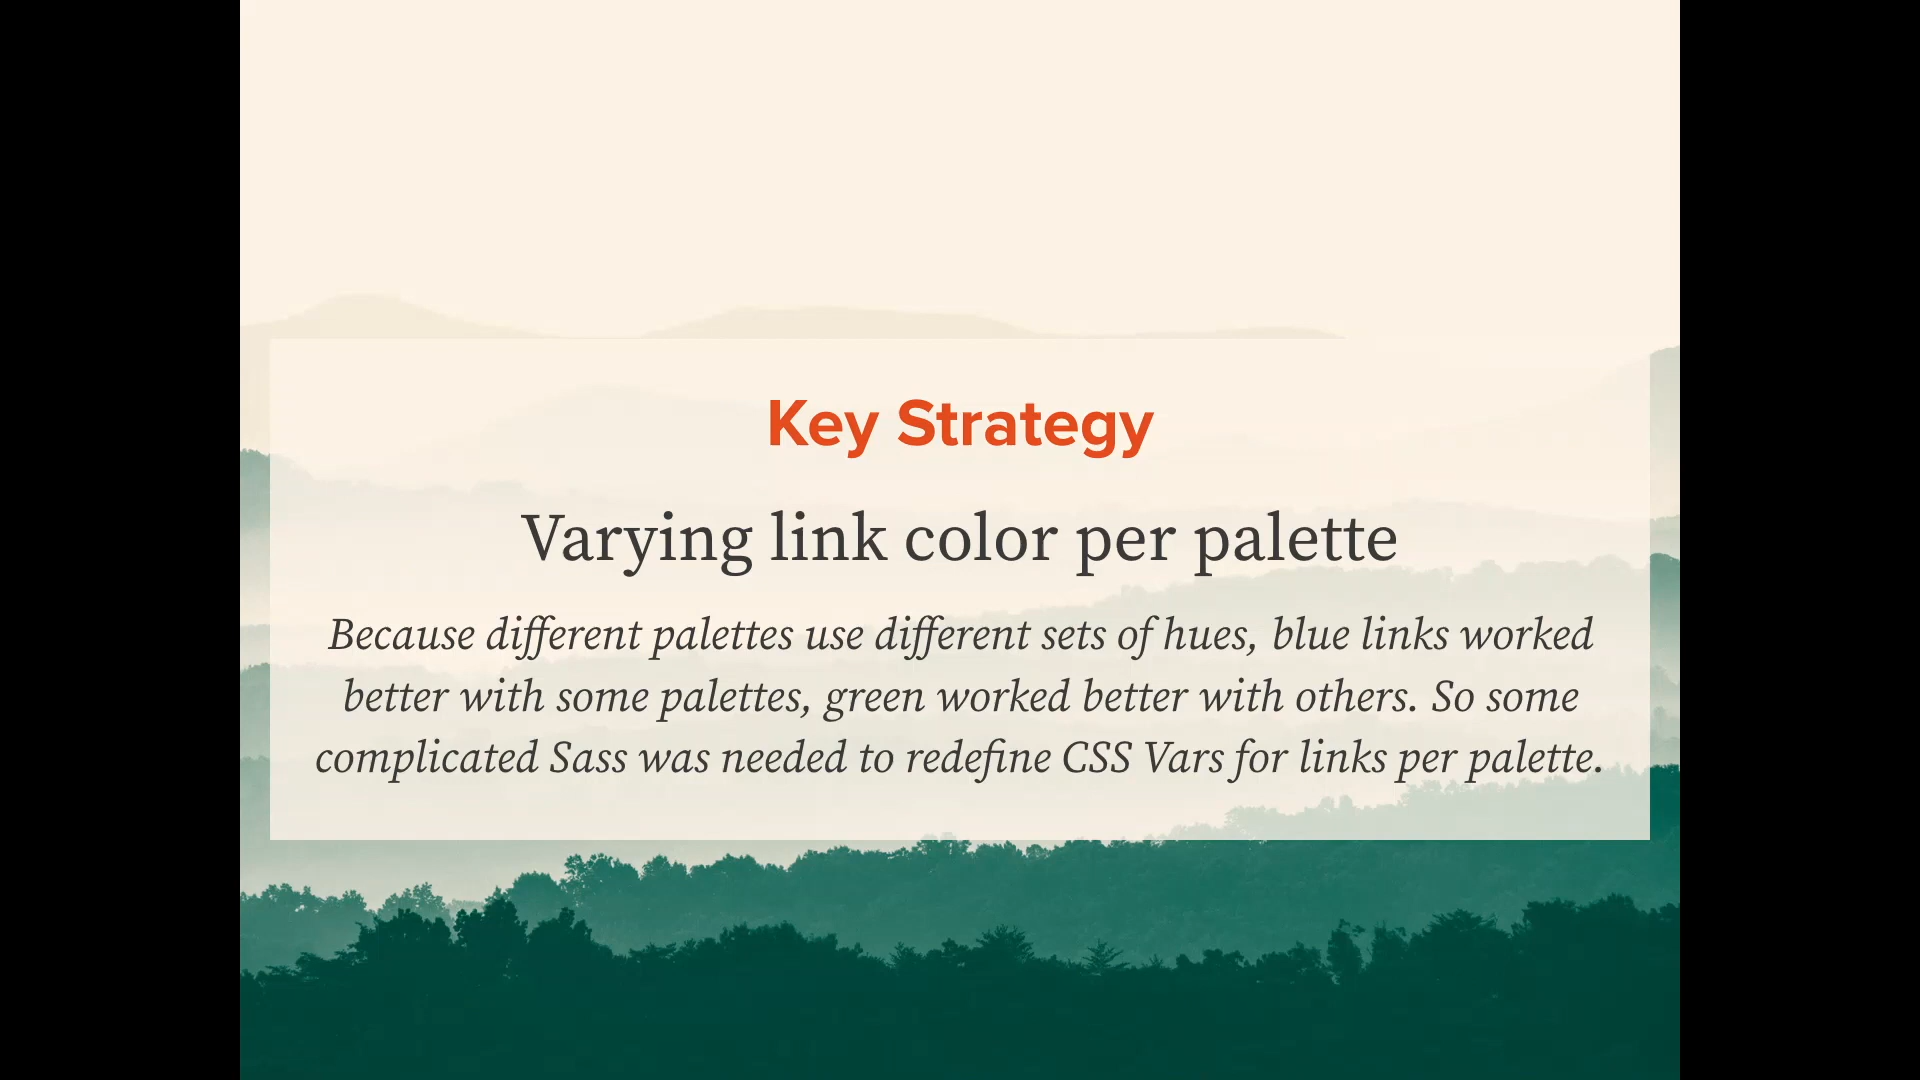 Key Strategy
Varying link color per palette
Because different palettes use different sets of hues, blue links worked
better with some palettes, green worked better with others. So some
complicated Sass was needed to redefine CSS Vars for links per palette.